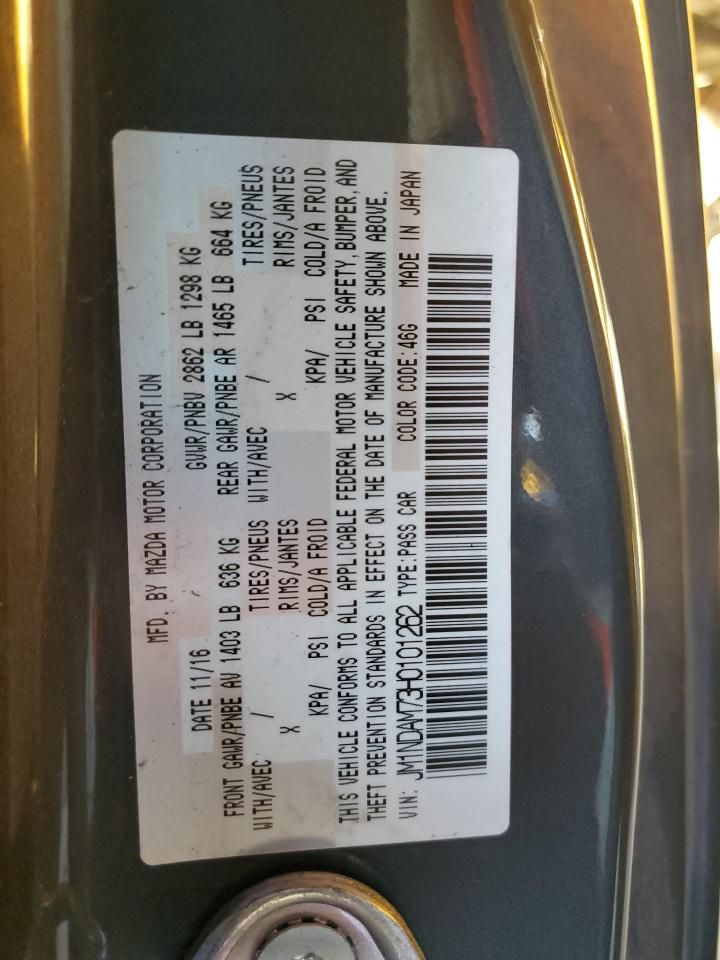 MFD. BY MAZDA MOTOR CORPORATION
DATE 11/16 GVWR/PNBV 2862 LB 1298 KG
FRONT GAWR/PNBE AV 1403 LB 636 KG REAR GAWR/PNBE AR 1465 LB 664 KG
WITH/AVEC / TIRES/PNEUS WITH/AVEC / TIRES/PNEUS
X RIMS/JANTES X RIMS/JANTES
KPA/ PSI COLD/A FROID KPA/ PSI COLD/A FROID
THIS VEHICLE CONFORMS TO ALL APPLICABLE FEDERAL MOTOR VEHICLE SAFETY, BUMPER, AND
THEFT PREVENTION STANDARDS IN EFFECT ON THE DATE OF MANUFACTURE SHOWN ABOVE.
VIN: JM1NDAM73H0101262 TYPE:PASS CAR COLOR CODE:46G MADE IN JAPAN